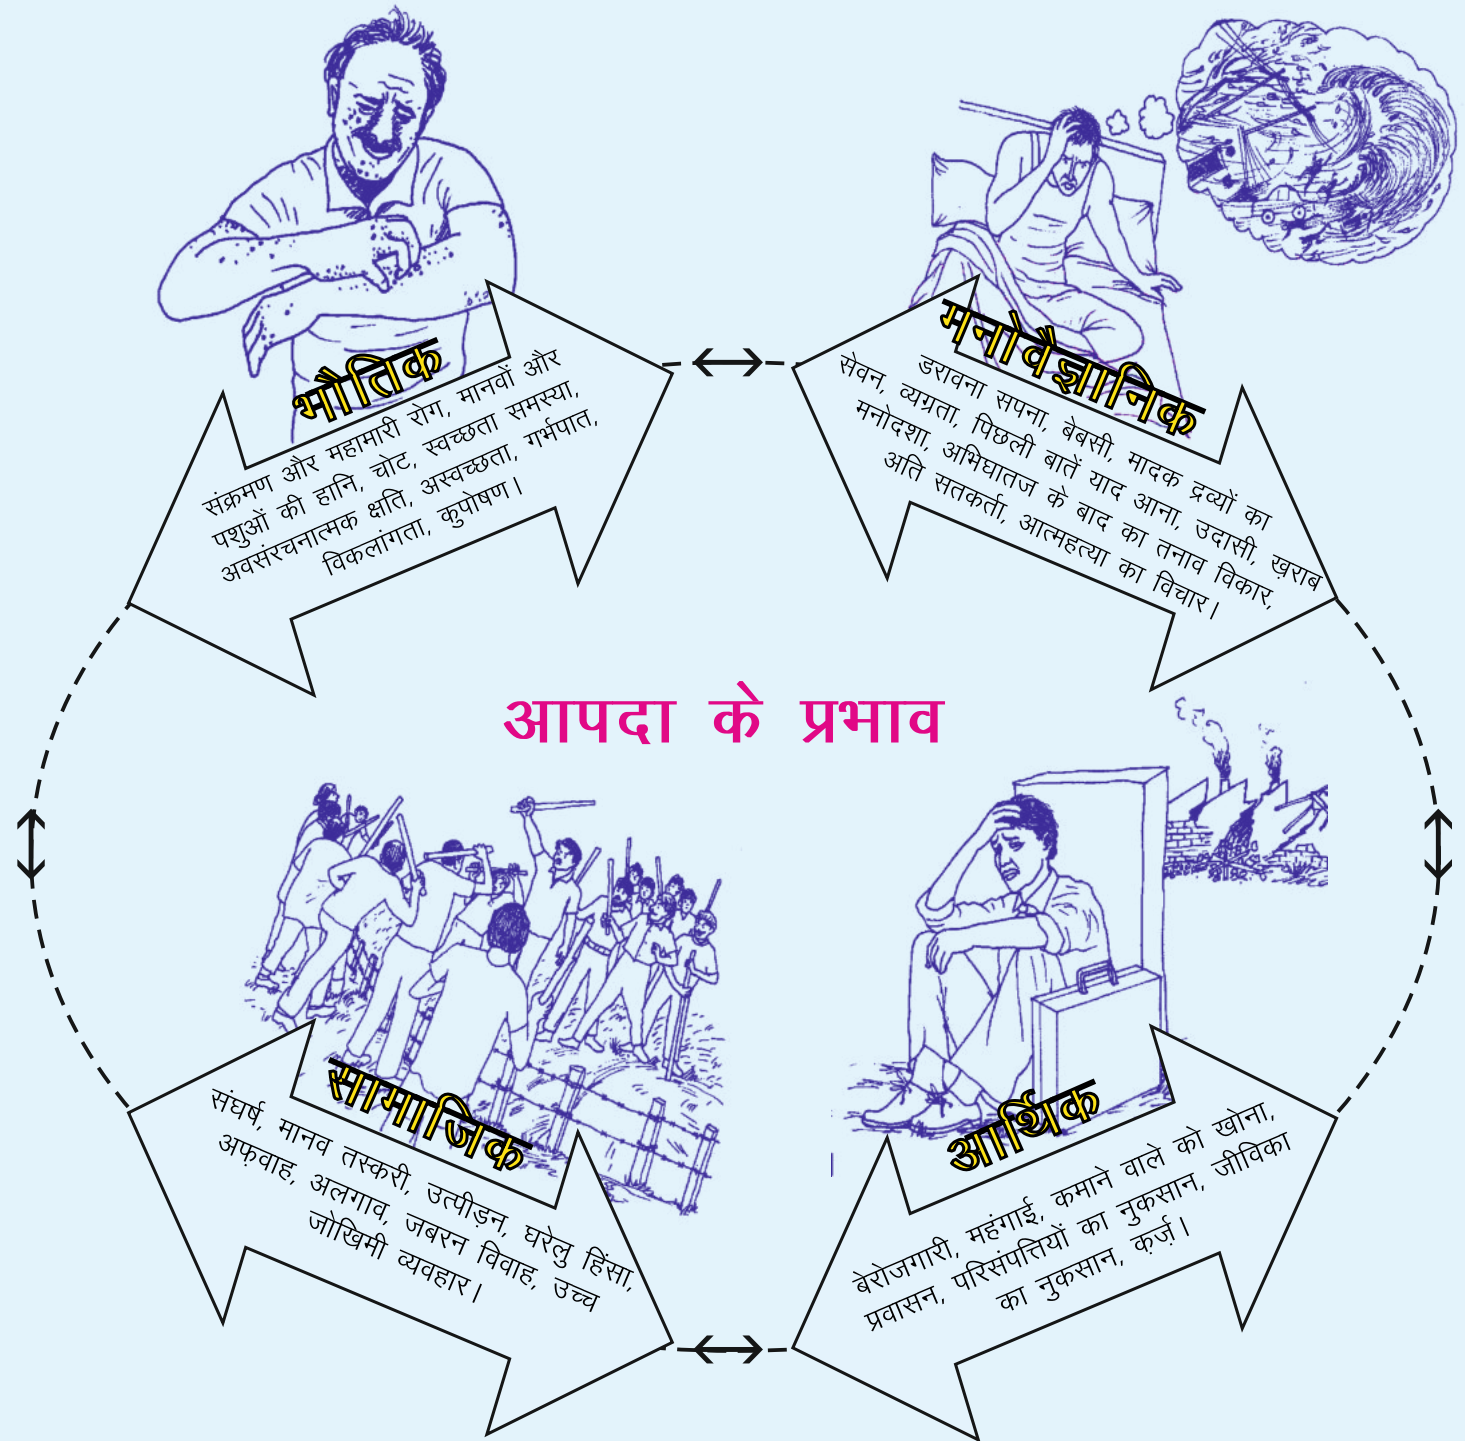 भौतिक
संक्रमण और महामारी रोग, मानवों और
पशुओं की हानि, चोट, स्वच्छता समस्या,
अवसंरचनात्मक क्षति, अस्वच्छता, गर्भपात,
विकलांगता, कुपोषण।
मनोवैज्ञानिक
डरावना सपना, बेबसी, मादक द्रव्यों का
सेवन, व्यग्रता, पिछली बातें याद आना, उदासी, ख़राब
मनोदशा, अभिघातज के बाद का तनाव विकार,
अति सतकर्ता, आत्महत्या का विचार।
आपदा के प्रभाव
सामाजिक
संघर्ष, मानव तस्करी, उत्पीड़न, घरेलु हिंसा,
अफ़वाह, अलगाव, जबरन विवाह, उच्च
जोखिमी व्यवहार।
आर्थिक
बेरोजगारी, महंगाई, कमाने वाले को खोना,
प्रवासन, परिसंपत्तियों का नुकसान, जीविका
का नुकसान, क़र्ज़।